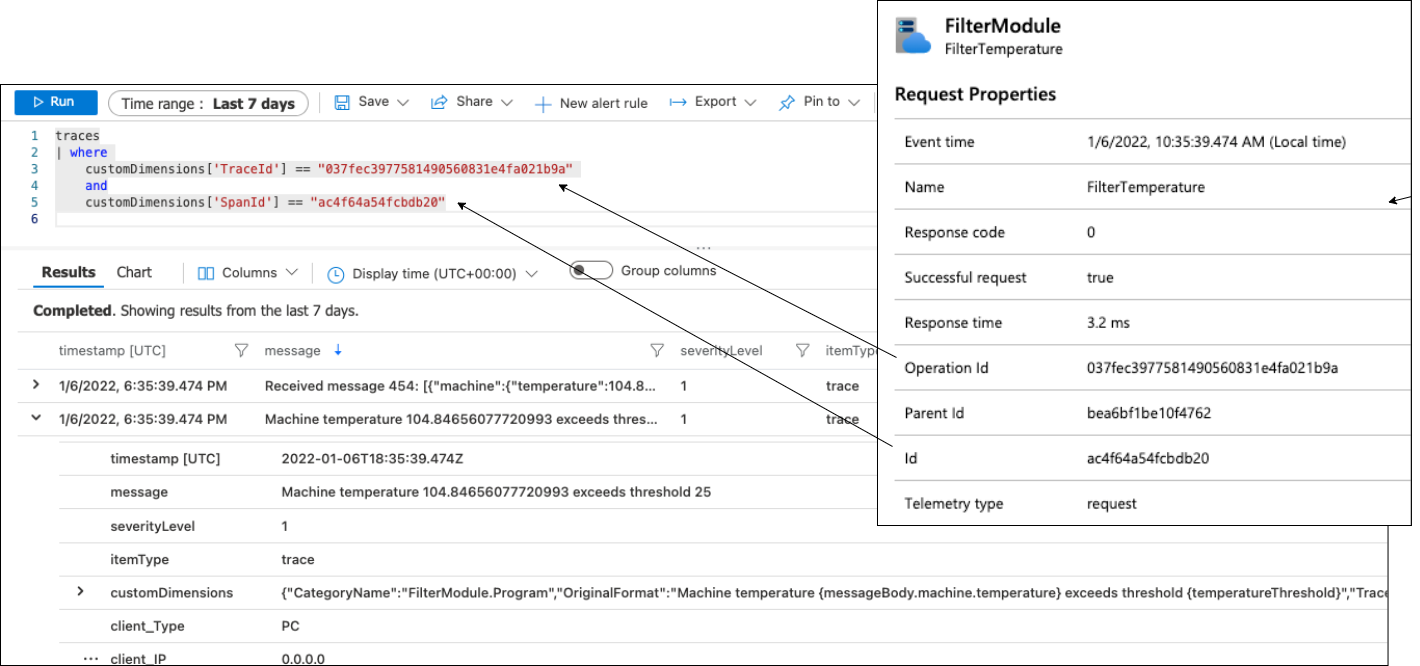 FilterModule
FilterTemperature
Request Properties
Event time 1/6/2022, 10:35:39.474 AM (Local time)
Name FilterTemperature
Response code 0
Successful request true
Response time 3.2 ms
Operation Id 037fec3977581490560831e4fa021b9a
Parent Id bea6bf1be10f4762
Id ac4f64a54fcbdb20
Telemetry type request
Run Time range : Last 7 days Save Share New alert rule Export Pin to
1 traces
2 | where
3 customDimensions['TraceId'] == "037fec3977581490560831e4fa021b9a"
4 and
5 customDimensions['SpanId'] == "ac4f64a54fcbdb20"
6
...
Results Chart Columns Display time (UTC+00:00) Group columns
Completed. Showing results from the last 7 days.
timestamp [UTC] message severityLevel itemType
1/6/2022, 6:35:39.474 PM Received message 454: [{"machine":{"temperature":104.8... 1 trace
1/6/2022, 6:35:39.474 PM Machine temperature 104.84656077720993 exceeds thres... 1 trace
timestamp [UTC] 2022-01-06T18:35:39.474Z
message Machine temperature 104.84656077720993 exceeds threshold 25
severityLevel 1
itemType trace
customDimensions {"CategoryName":"FilterModule.Program","OriginalFormat":"Machine temperature {messageBody.machine.temperature} exceeds threshold {temperatureThreshold}","Trace
client_Type PC
... client_IP 0.0.0.0